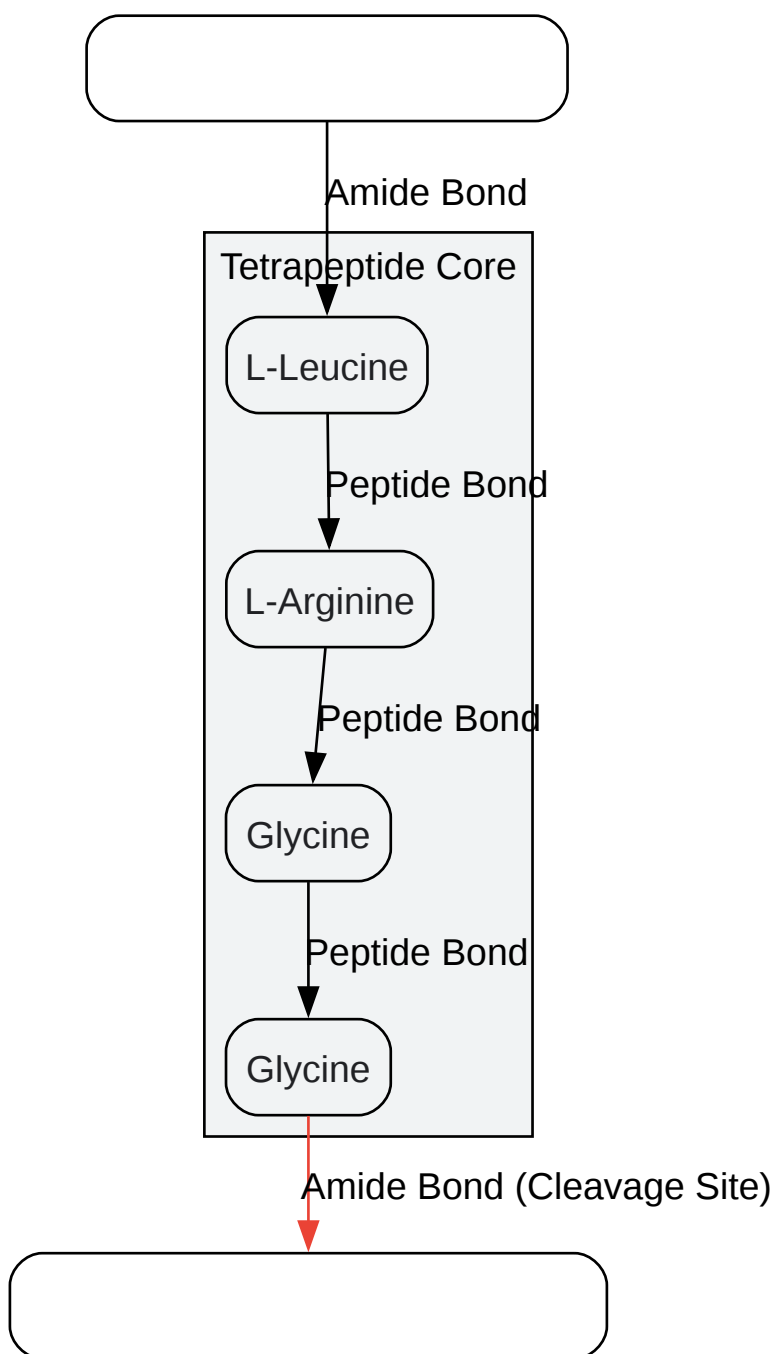 Amide Bond
Tetrapeptide Core
L-Leucine
Peptide Bond
L-Arginine
Peptide Bond
Glycine
Peptide Bond
Glycine
Amide Bond (Cleavage Site)